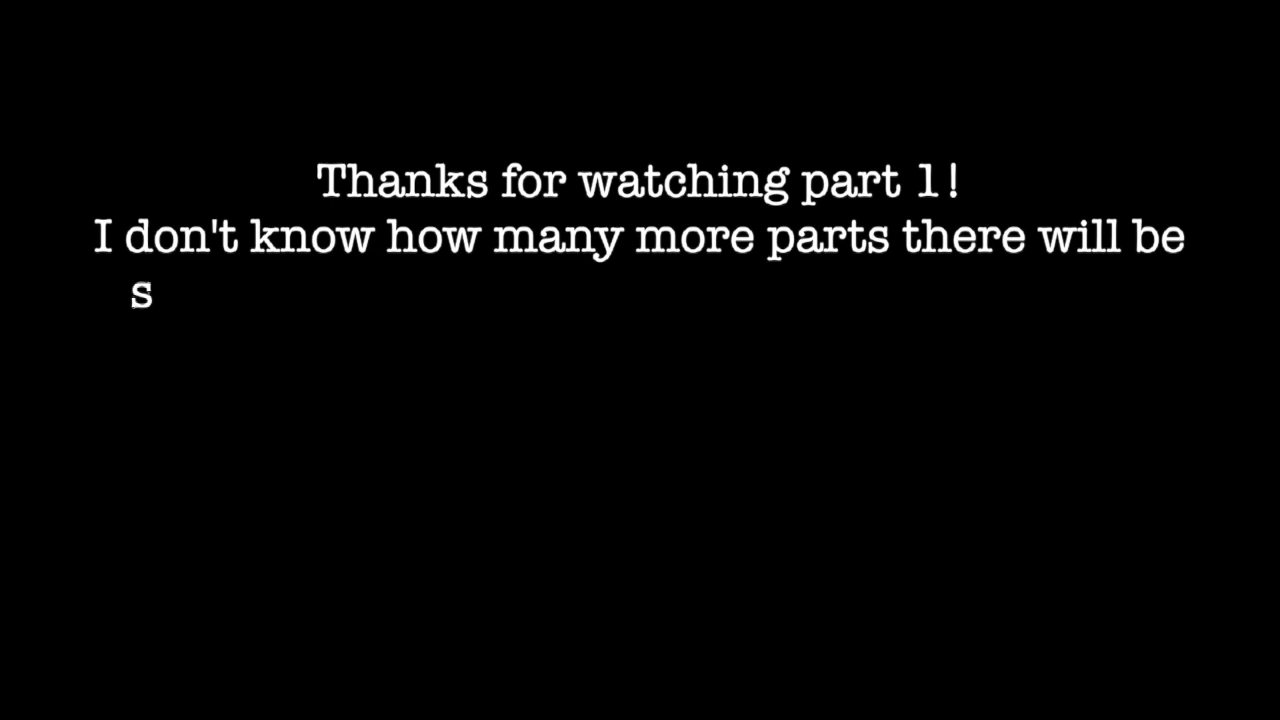 Thanks for watching part 1!
I don't know how many more parts there will be
s